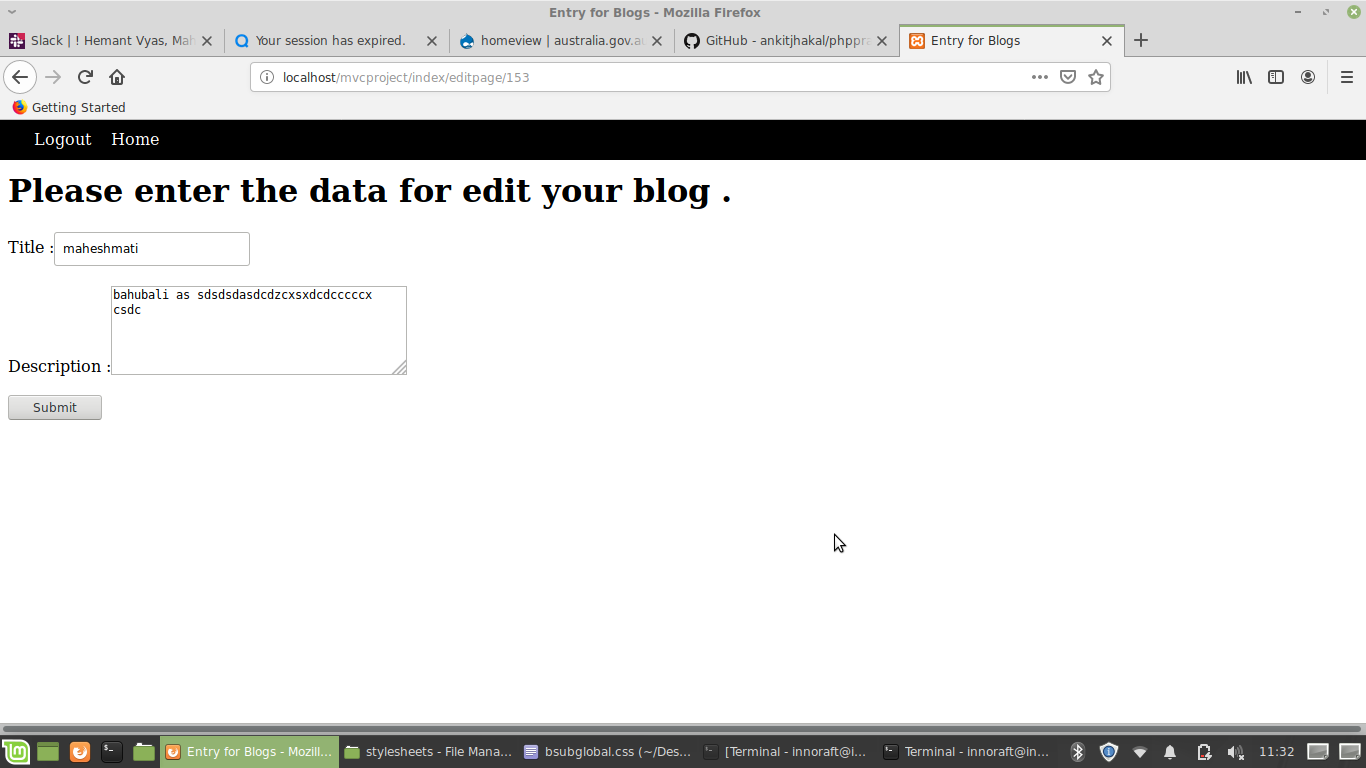 Entry for Blogs - Mozilla Firefox
Slack | ! Hemant Vyas, Mah
Your session has expired.
homeview | australia.gov.au
GitHub - ankitjhakal/phppra
Entry for Blogs
localhost/mvcproject/index/editpage/153
Getting Started
Logout Home
Please enter the data for edit your blog .
Title : maheshmati
bahubali as sdsdsdasdcdzcxsxdcdcccccx
csdc
Description :
Submit
Entry for Blogs - Mozill...
stylesheets - File Mana...
bsubglobal.css (~/Des...
[Terminal - innoraft@i...
Terminal - innoraft@in...
11:32